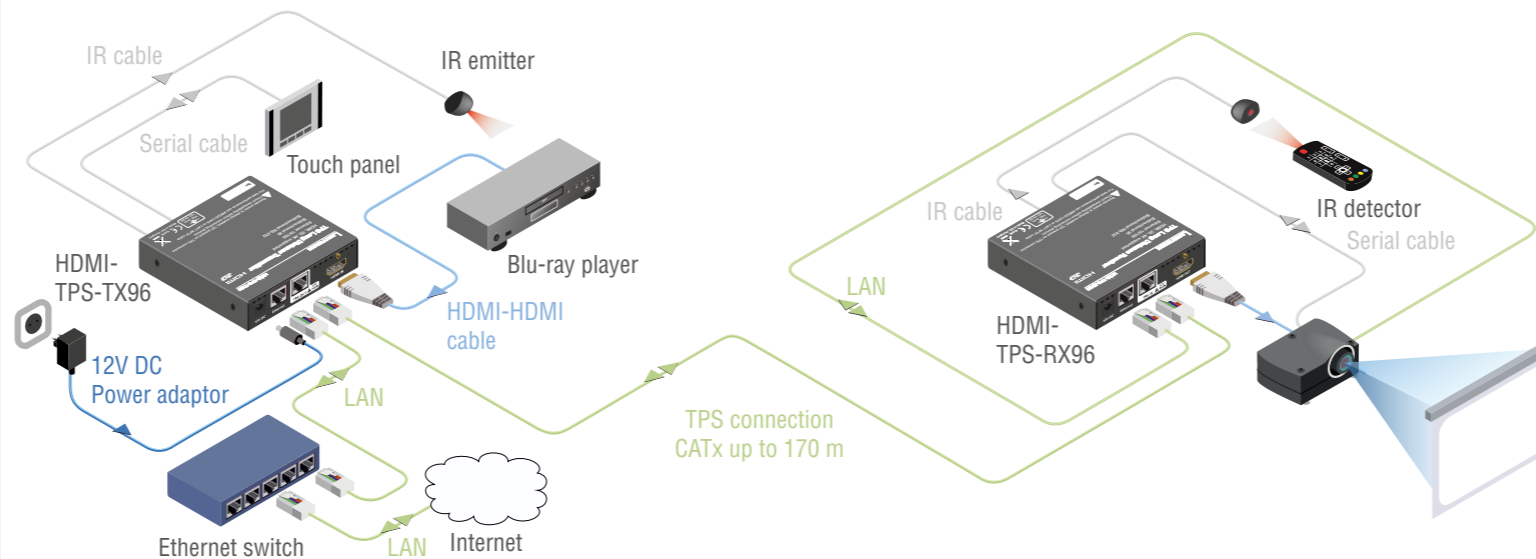 IR cable
IR emitter
Serial cable
Touch panel
Blu-ray player
HDMI-
TPS-TX96
HDMI-HDMI
cable
12V DC
Power adaptor
LAN
Ethernet switch
LAN
Internet
TPS connection
CATx up to 170 m
LAN
IR cable
IR detector
Serial cable
HDMI-
TPS-RX96